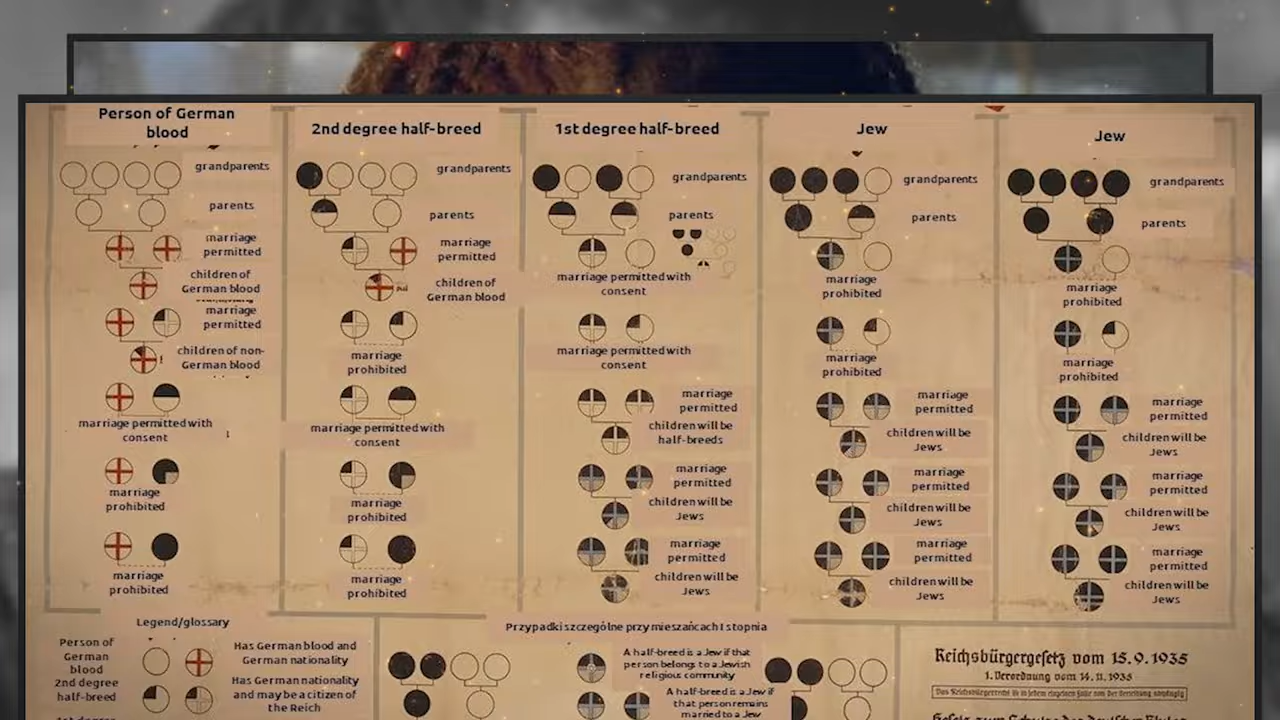 Person of German
blood
grandparents
parents
marriage
permitted
children of
German blood
marriage
permitted
children of non-
German blood
marriage permitted with
consent
marriage
prohibited
marriage
prohibited
2nd degree half-breed
grandparents
parents
marriage
permitted
children of
German blood
marriage
prohibited
marriage permitted with
consent
marriage
prohibited
marriage
prohibited
1st degree half-breed
grandparents
parents
marriage permitted with
consent
marriage permitted with
consent
marriage
permitted
children will be
half-breeds
marriage
permitted
children will be
Jews
marriage
permitted
children will be
Jews
Jew
grandparents
parents
marriage
prohibited
marriage
prohibited
marriage
permitted
children will be
Jews
marriage
permitted
children will be
Jews
marriage
permitted
children will be
Jews
Jew
grandparents
parents
marriage
prohibited
marriage
prohibited
marriage
permitted
children will be
Jews
marriage
permitted
children will be
Jews
marriage
permitted
children will be
Jews
Legend/glossary
Person of
German
blood
2nd degree
half-breed
Has German blood and
German nationality
Has German nationality
and may be a citizen of
the Reich
Przypadki szczególne przy mieszańcach I stopnia
A half-breed is a Jew if that
person belongs to a Jewish
religious community
A half-breed is a Jew if
that person remains
married to a Jew
Reichsbürgergesetz vom 15.9.1935
1. Verordnung vom 14.11.1935